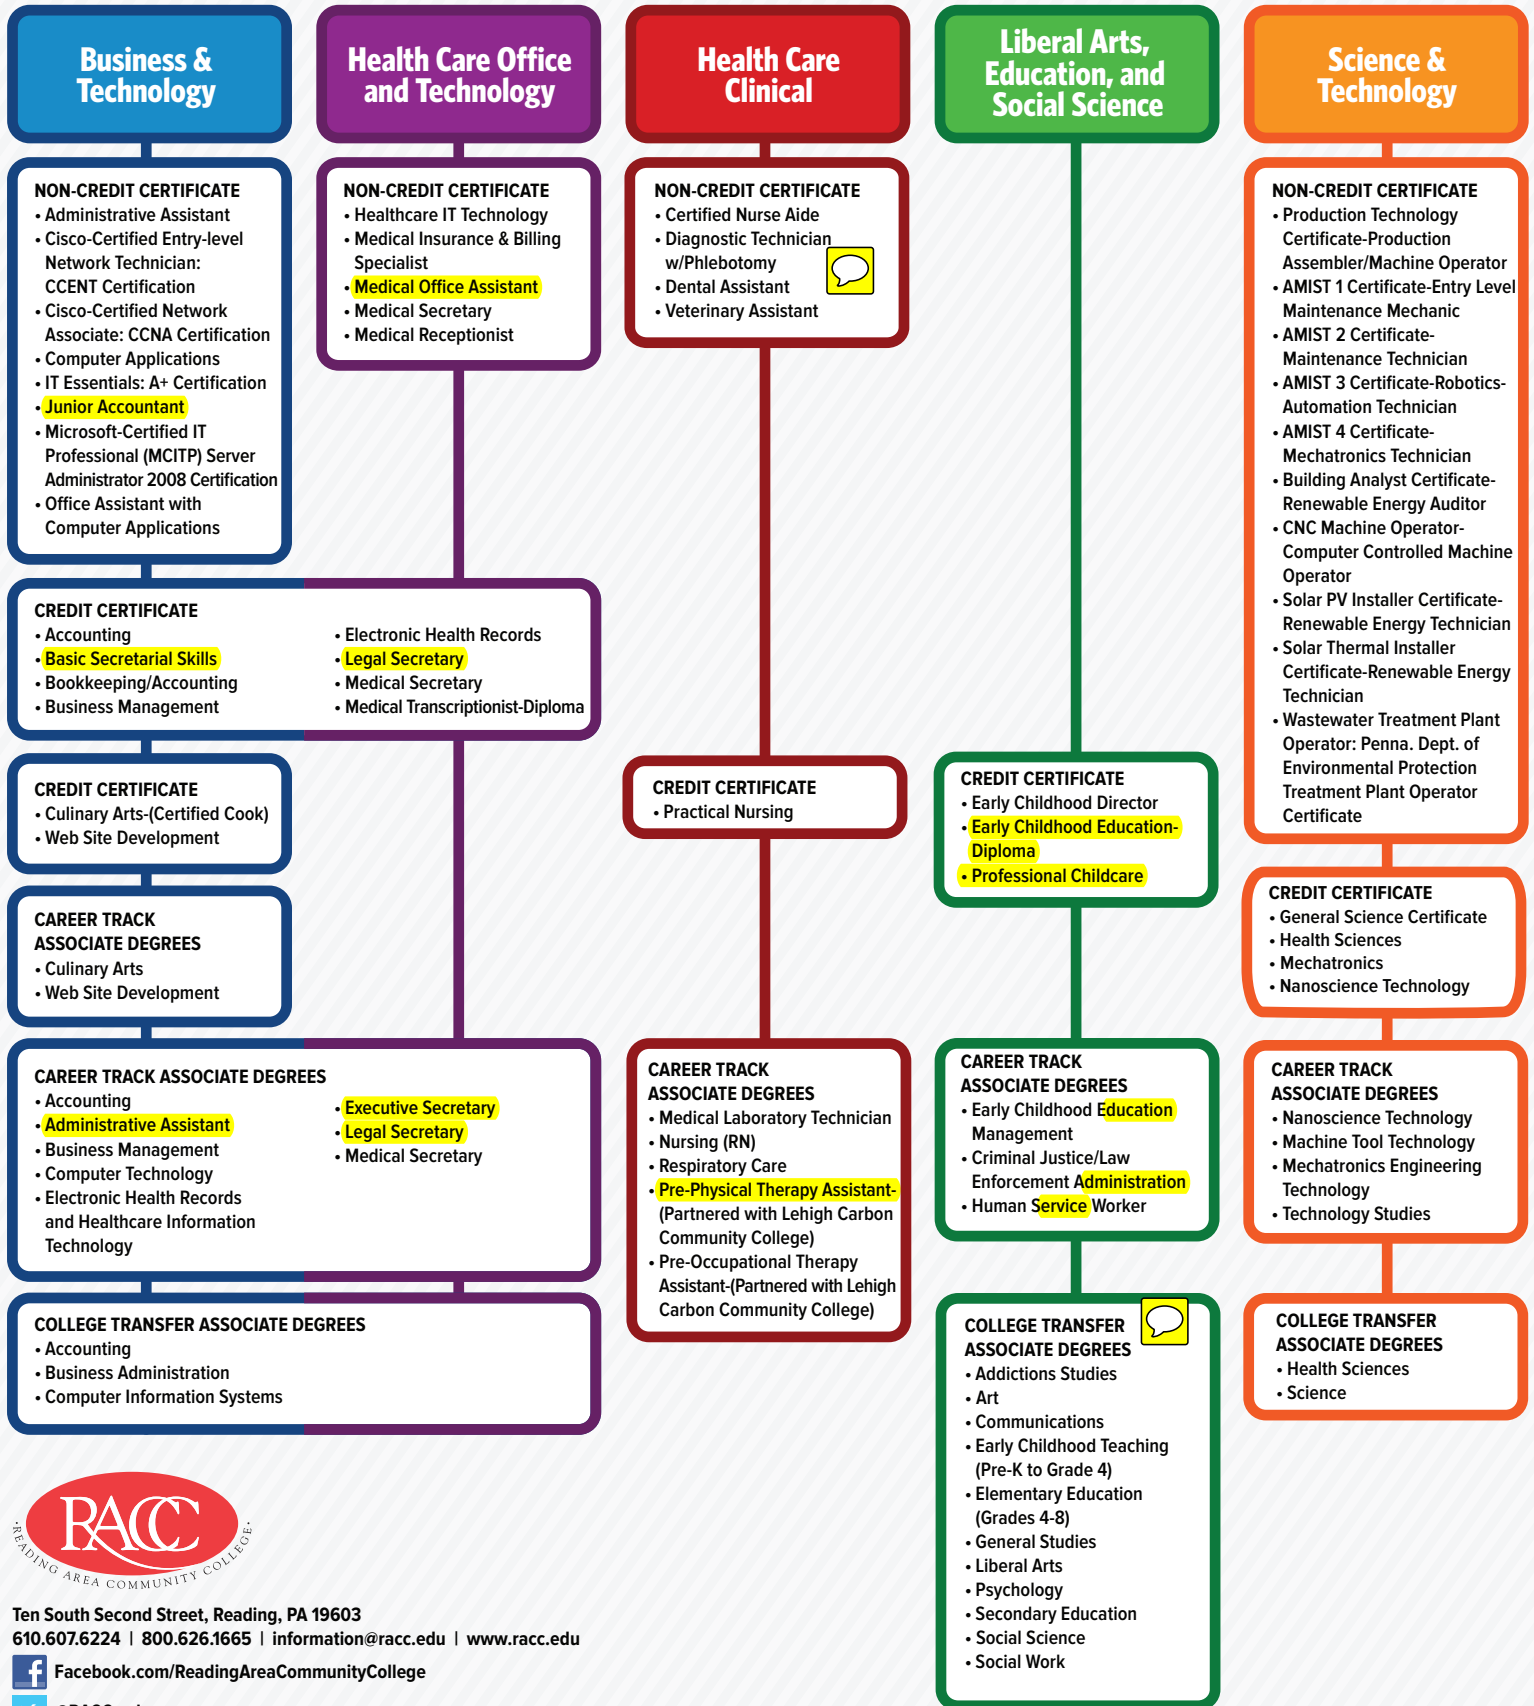 Business &
Technology
NON-CREDIT CERTIFICATE
• Administrative Assistant
• Cisco-Certified Entry-level
Network Technician:
CCENT Certification
• Cisco-Certified Network
Associate: CCNA Certification
• Computer Applications
• IT Essentials: A+ Certification
• Junior Accountant
• Microsoft-Certified IT
Professional (MCITP) Server
Administrator 2008 Certification
• Office Assistant with
Computer Applications
Health Care Office
and Technology
NON-CREDIT CERTIFICATE
• Healthcare IT Technology
• Medical Insurance & Billing
Specialist
• Medical Office Assistant
• Medical Secretary
• Medical Receptionist
CREDIT CERTIFICATE
• Accounting
• Basic Secretarial Skills
• Bookkeeping/Accounting
• Business Management
• Electronic Health Records
• Legal Secretary
• Medical Secretary
• Medical Transcriptionist-Diploma
CREDIT CERTIFICATE
• Culinary Arts-(Certified Cook)
• Web Site Development
CAREER TRACK
ASSOCIATE DEGREES
• Culinary Arts
• Web Site Development
CAREER TRACK ASSOCIATE DEGREES
• Accounting
• Administrative Assistant
• Business Management
• Computer Technology
• Electronic Health Records
and Healthcare Information
Technology
• Executive Secretary
• Legal Secretary
• Medical Secretary
COLLEGE TRANSFER ASSOCIATE DEGREES
• Accounting
• Business Administration
• Computer Information Systems
Health Care
Clinical
NON-CREDIT CERTIFICATE
• Certified Nurse Aide
• Diagnostic Technician
w/Phlebotomy
• Dental Assistant
• Veterinary Assistant
CREDIT CERTIFICATE
• Practical Nursing
CAREER TRACK
ASSOCIATE DEGREES
• Medical Laboratory Technician
• Nursing (RN)
• Respiratory Care
• Pre-Physical Therapy Assistant-
(Partnered with Lehigh Carbon
Community College)
• Pre-Occupational Therapy
Assistant-(Partnered with Lehigh
Carbon Community College)
Liberal Arts,
Education, and
Social Science
CREDIT CERTIFICATE
• Early Childhood Director
• Early Childhood Education-
Diploma
• Professional Childcare
CAREER TRACK
ASSOCIATE DEGREES
• Early Childhood Education
Management
• Criminal Justice/Law
Enforcement Administration
• Human Service Worker
COLLEGE TRANSFER
ASSOCIATE DEGREES
• Addictions Studies
• Art
• Communications
• Early Childhood Teaching
(Pre-K to Grade 4)
• Elementary Education
(Grades 4-8)
• General Studies
• Liberal Arts
• Psychology
• Secondary Education
• Social Science
• Social Work
Science &
Technology
NON-CREDIT CERTIFICATE
• Production Technology
Certificate-Production
Assembler/Machine Operator
• AMIST 1 Certificate-Entry Level
Maintenance Mechanic
• AMIST 2 Certificate-
Maintenance Technician
• AMIST 3 Certificate-Robotics-
Automation Technician
• AMIST 4 Certificate-
Mechatronics Technician
• Building Analyst Certificate-
Renewable Energy Auditor
• CNC Machine Operator-
Computer Controlled Machine
Operator
• Solar PV Installer Certificate-
Renewable Energy Technician
• Solar Thermal Installer
Certificate-Renewable Energy
Technician
• Wastewater Treatment Plant
Operator: Penna. Dept. of
Environmental Protection
Treatment Plant Operator
Certificate
CREDIT CERTIFICATE
• General Science Certificate
• Health Sciences
• Mechatronics
• Nanoscience Technology
CAREER TRACK
ASSOCIATE DEGREES
• Nanoscience Technology
• Machine Tool Technology
• Mechatronics Engineering
Technology
• Technology Studies
COLLEGE TRANSFER
ASSOCIATE DEGREES
• Health Sciences
• Science
RACC
•READING AREA COMMUNITY COLLEGE•
Ten South Second Street, Reading, PA 19603
610.607.6224 | 800.626.1665 | information@racc.edu | www.racc.edu
f Facebook.com/ReadingAreaCommunityCollege